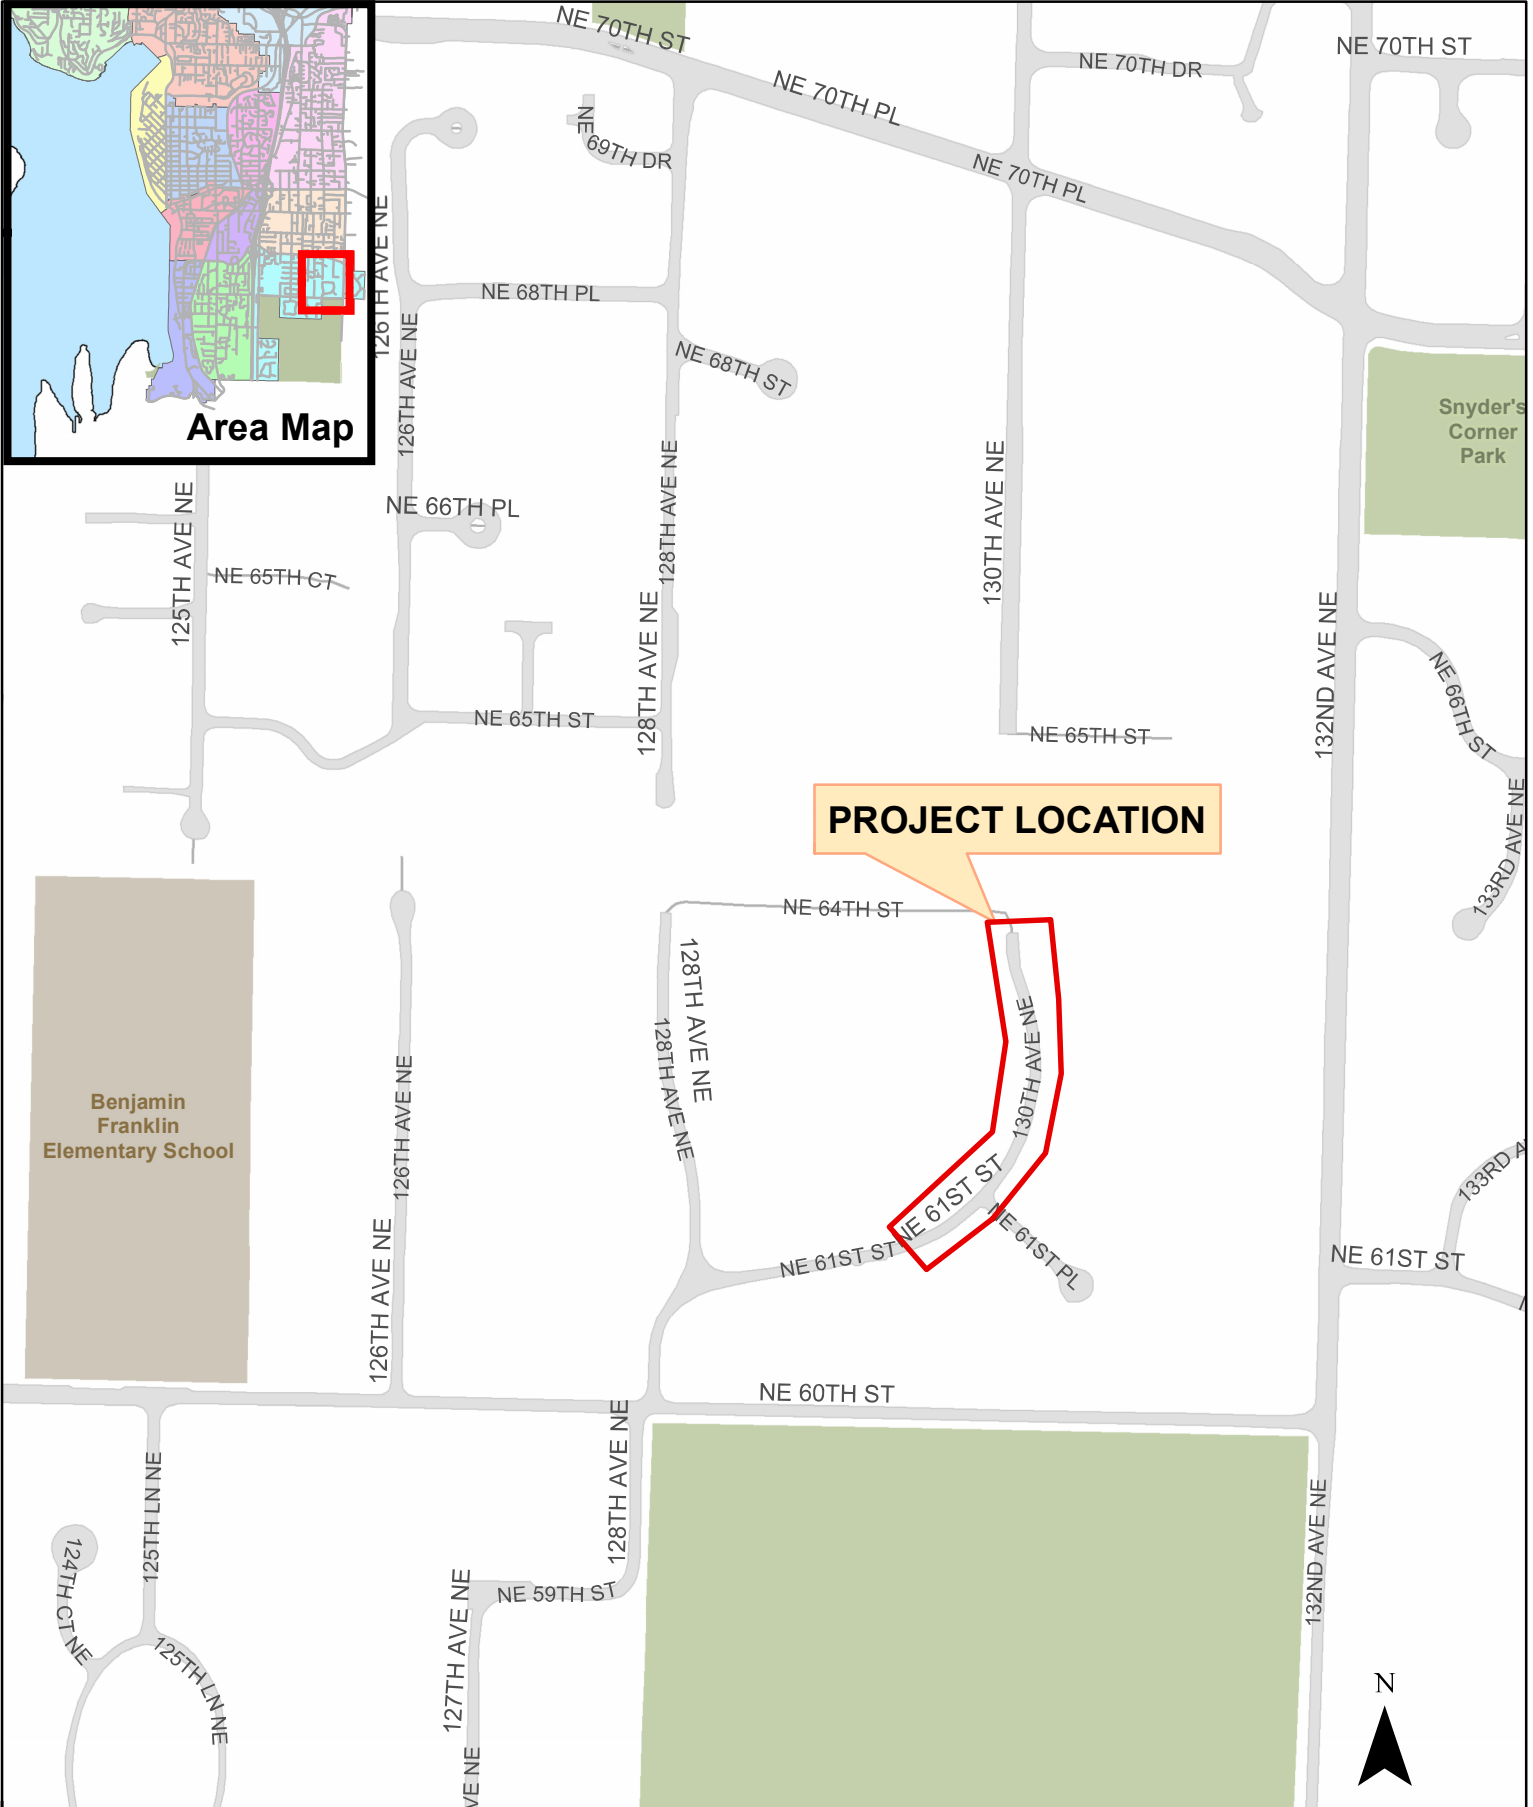 NE 70TH ST
NE 70TH PL
NE 70TH DR
NE 70TH ST
NE 69TH DR
NE 70TH PL
126TH AVE NE
NE 68TH PL
126TH AVE NE
NE 68TH ST
Area Map
Snyder's
Corner
Park
125TH AVE NE
NE 66TH PL
128TH AVE NE
130TH AVE NE
NE 65TH CT
128TH AVE NE
132ND AVE NE
NE 66TH ST
NE 65TH ST
NE 65TH ST
133RD AVE NE
PROJECT LOCATION
NE 64TH ST
128TH AVE NE
128TH AVE NE
130TH AVE NE
126TH AVE NE
Benjamin
Franklin
Elementary School
NE 61ST ST
133RD A
126TH AVE NE
NE 61ST ST
NE 61ST PL
NE 61ST ST
NE 60TH ST
128TH AVE NE
125TH LN NE
132ND AVE NE
124TH CT NE
NE 59TH ST
127TH AVE NE
125TH LN NE
N
VE NE